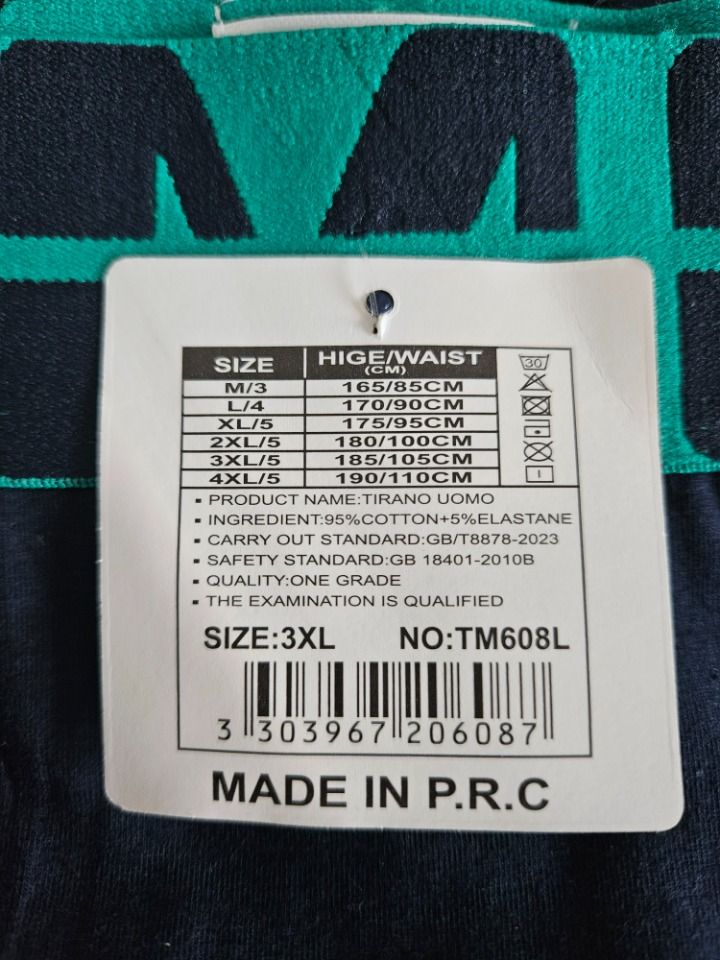 SIZE HIGE/WAIST
(CM)
M/3 165/85CM
L/4 170/90CM
XL/5 175/95CM
2XL/5 180/100CM
3XL/5 185/105CM
4XL/5 190/110CM
30
▪ PRODUCT NAME:TIRANO UOMO
▪ INGREDIENT:95%COTTON+5%ELASTANE
▪ CARRY OUT STANDARD:GB/T8878-2023
▪ SAFETY STANDARD:GB 18401-2010B
▪ QUALITY:ONE GRADE
▪ THE EXAMINATION IS QUALIFIED
SIZE:3XL NO:TM608L
3 303967 206087
MADE IN P.R.C